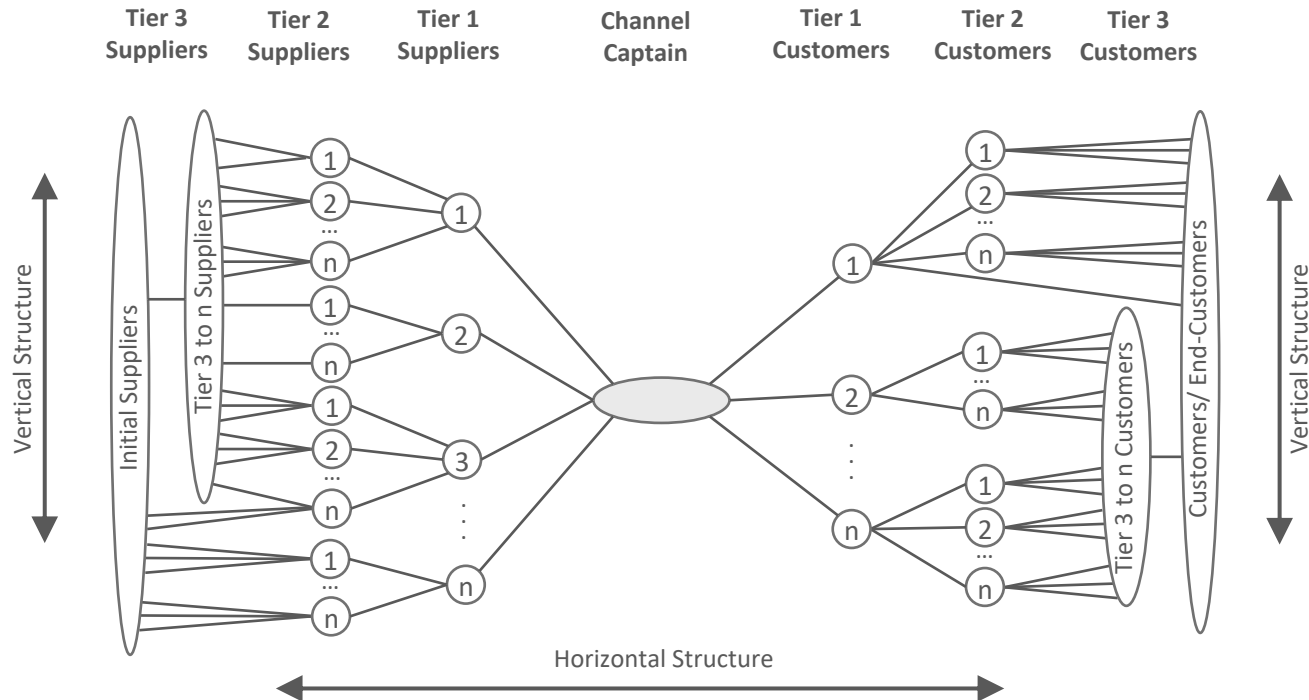 Tier 3
Suppliers
Tier 2
Suppliers
Tier 1
Suppliers
Channel
Captain
Tier 1
Customers
Tier 2
Customers
Tier 3
Customers
Vertical Structure
Initial Suppliers
Tier 3 to n Suppliers
1
2
...
n
1
...
n
1
2
...
n
1
...
n
1
2
3
. . .
n
1
2
. . .
n
1
2
...
n
1
...
n
1
2
...
n
Tier 3 to n Customers
Customers/ End-Customers
Vertical Structure
Horizontal Structure